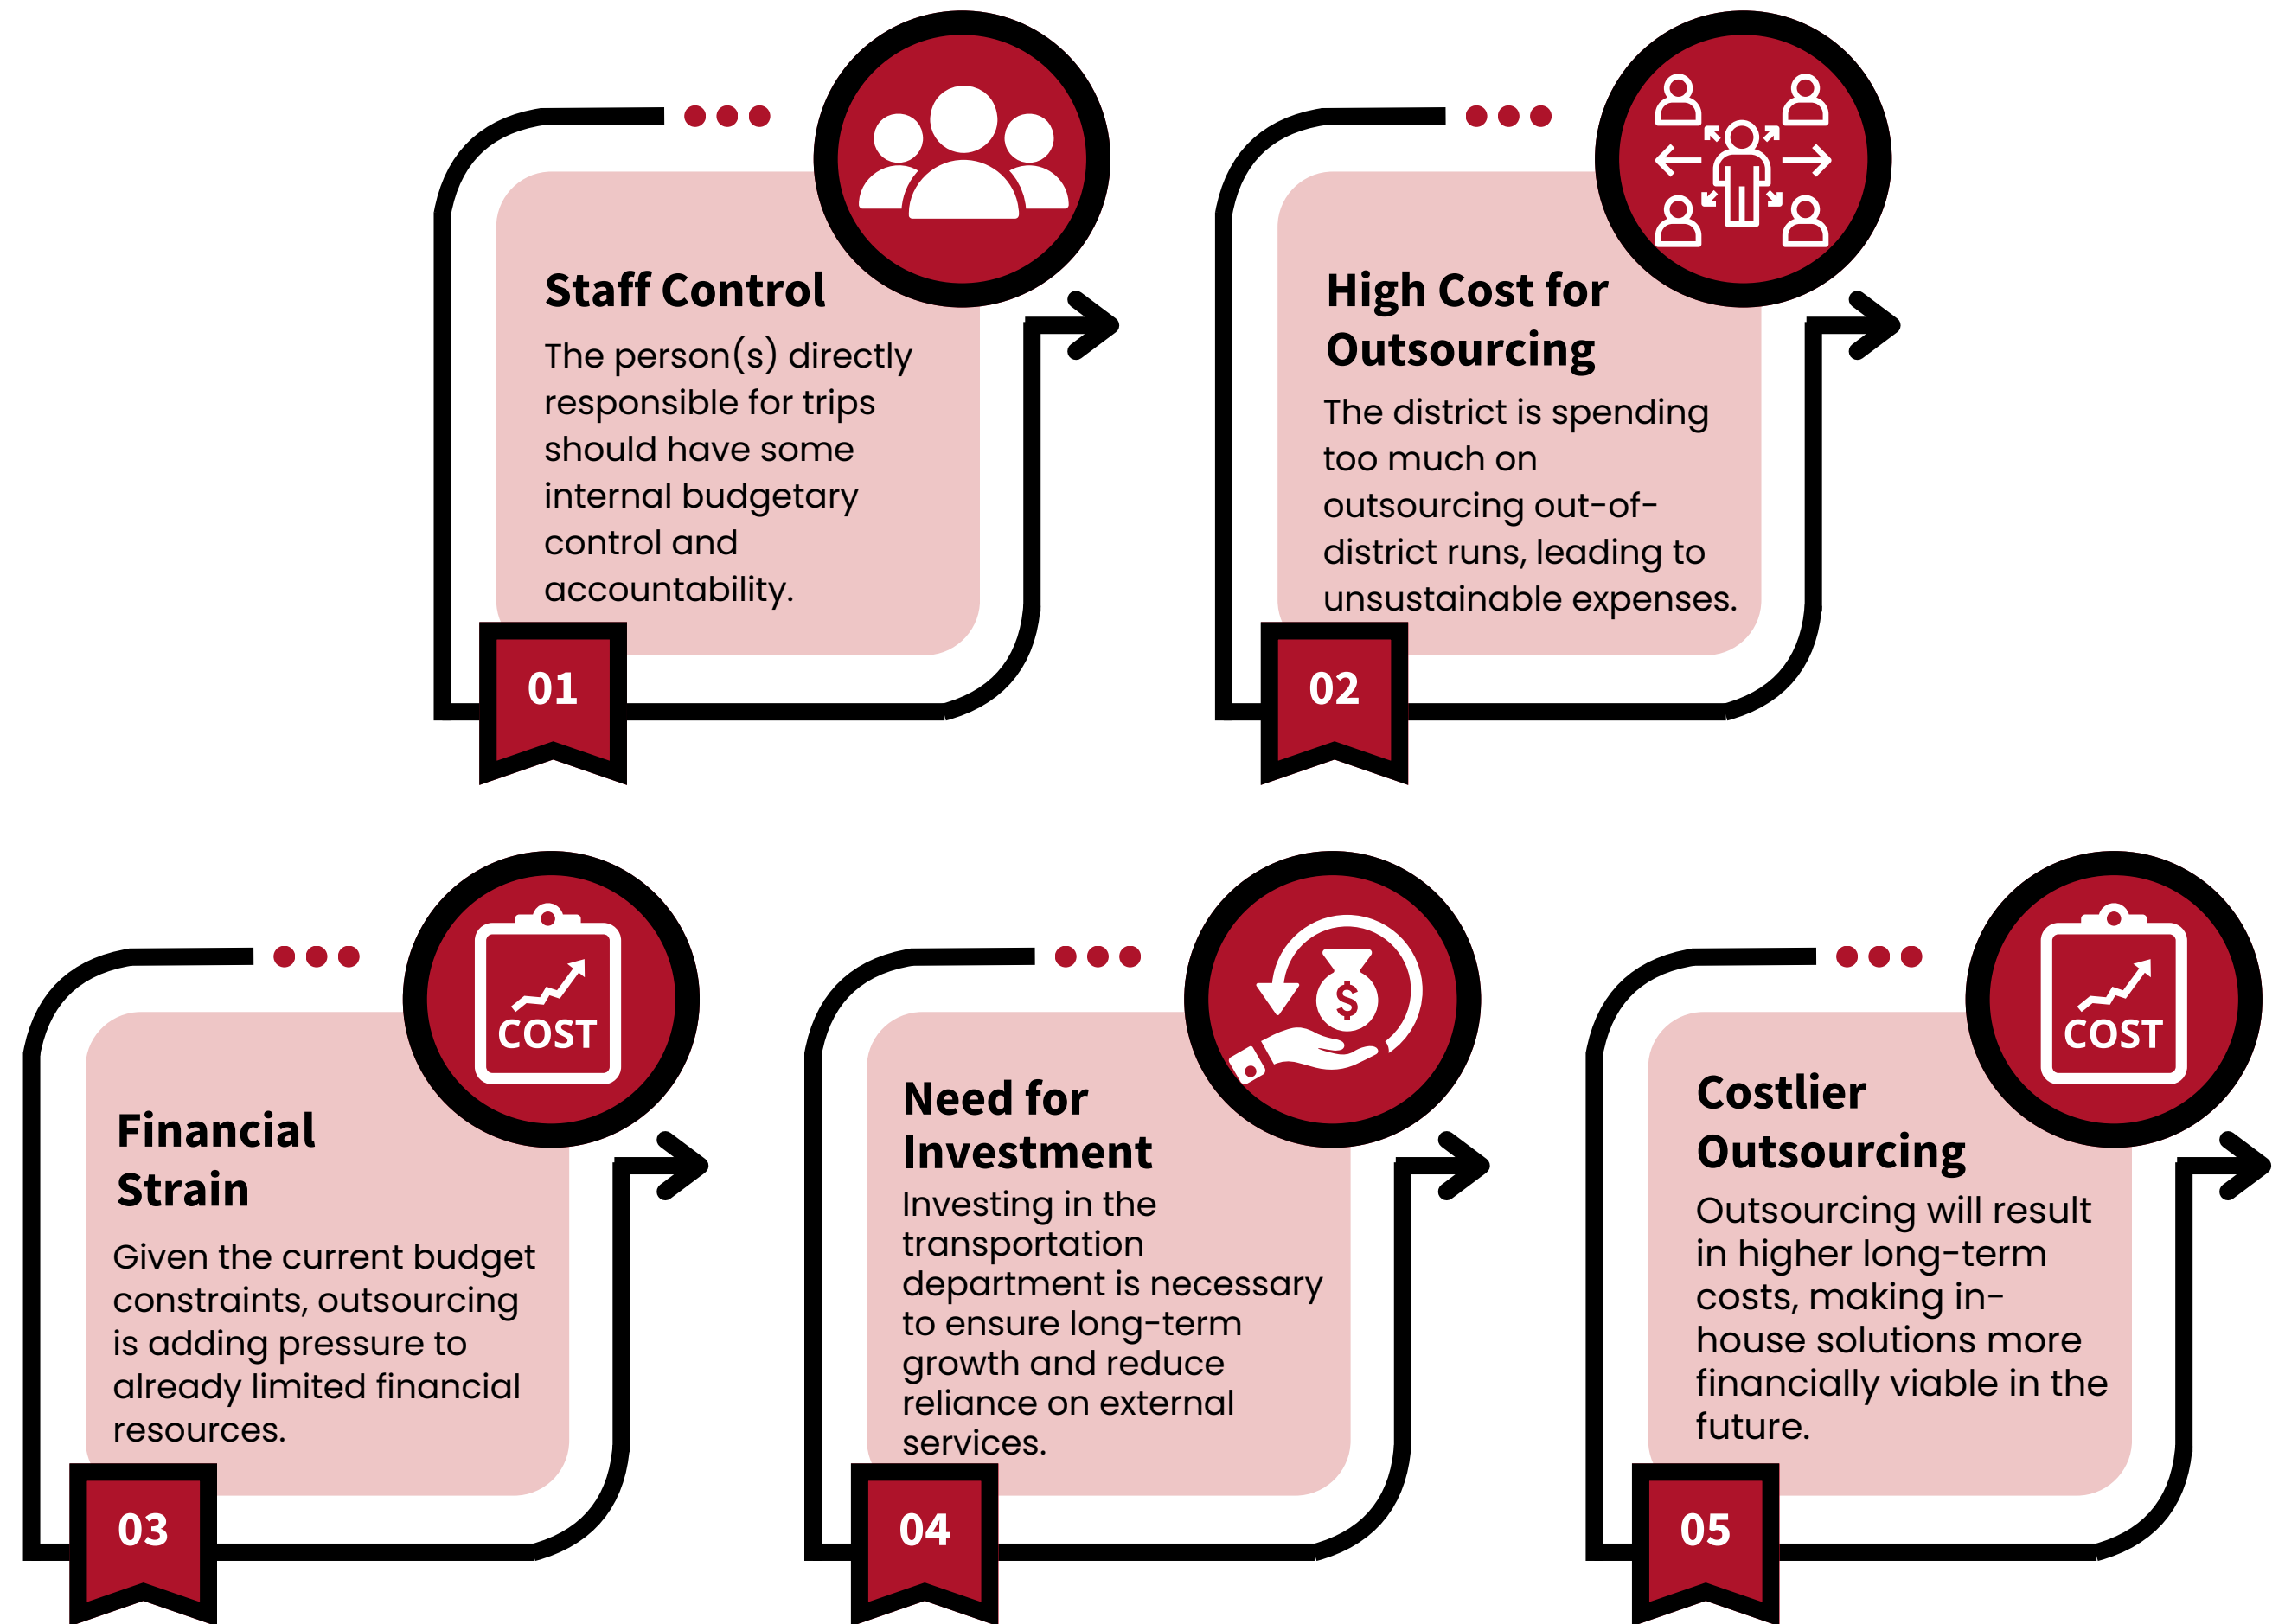 Staff Control
The person(s) directly
responsible for trips
should have some
internal budgetary
control and
accountability.
01
High Cost for
Outsourcing
The district is spending
too much on
outsourcing out-of-
district runs, leading to
unsustainable expenses.
02
COST
Financial
Strain
Given the current budget
constraints, outsourcing
is adding pressure to
already limited financial
resources.
03
$
Need for
Investment
Investing in the
transportation
department is necessary
to ensure long-term
growth and reduce
reliance on external
services.
04
COST
Costlier
Outsourcing
Outsourcing will result
in higher long-term
costs, making in-
house solutions more
financially viable in the
future.
05